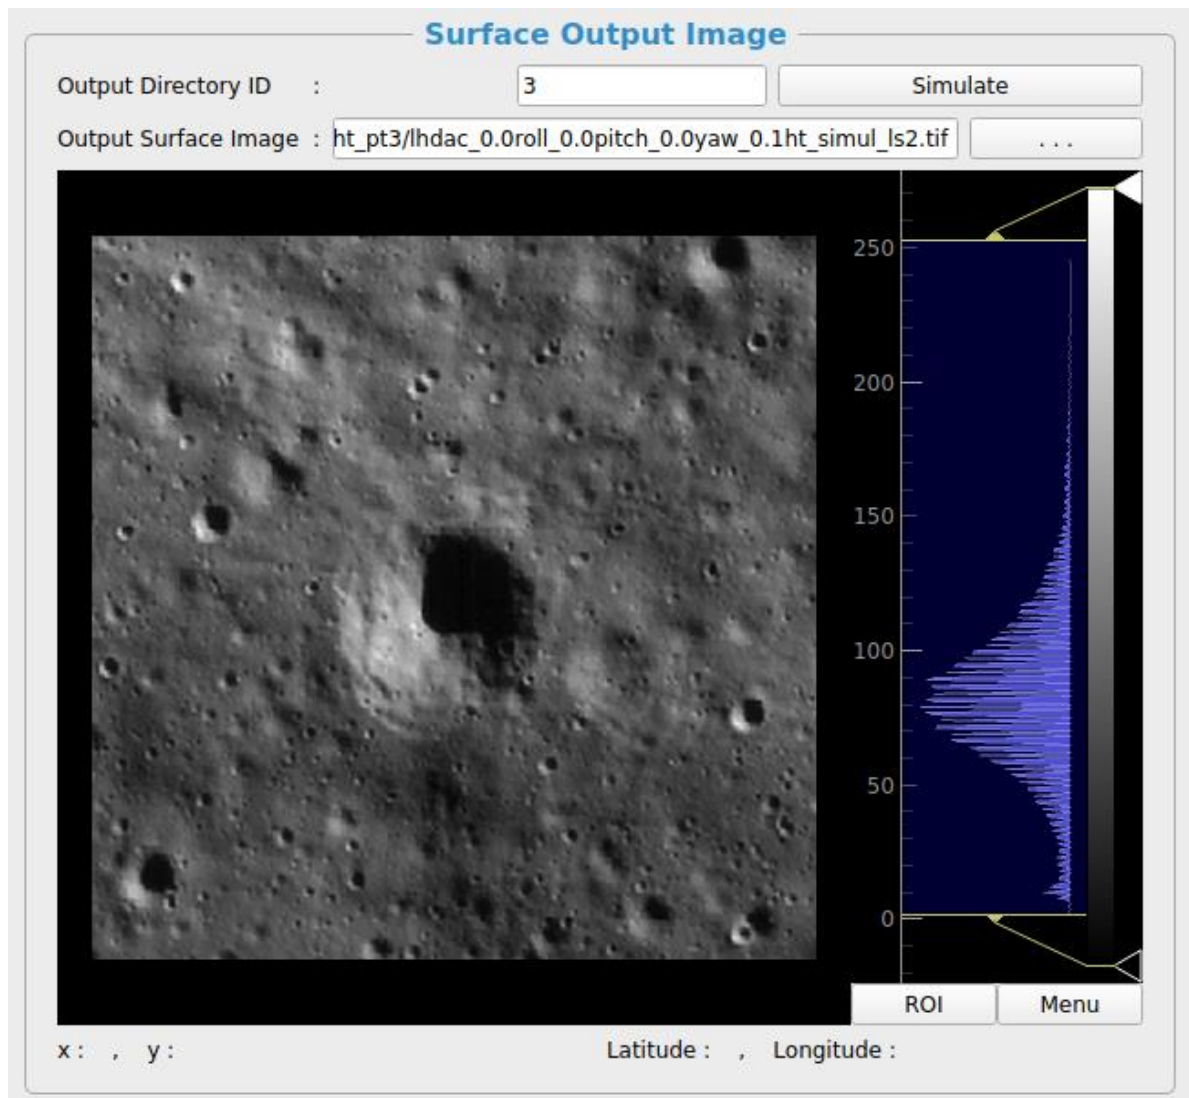 Surface Output Image
Output Directory ID : 3 Simulate
Output Surface Image : ht_pt3/lhdac_0.0roll_0.0pitch_0.0yaw_0.1ht_simul_ls2.tif ...
250
200
150
100
50
0
ROI Menu
x : , y : Latitude : , Longitude :